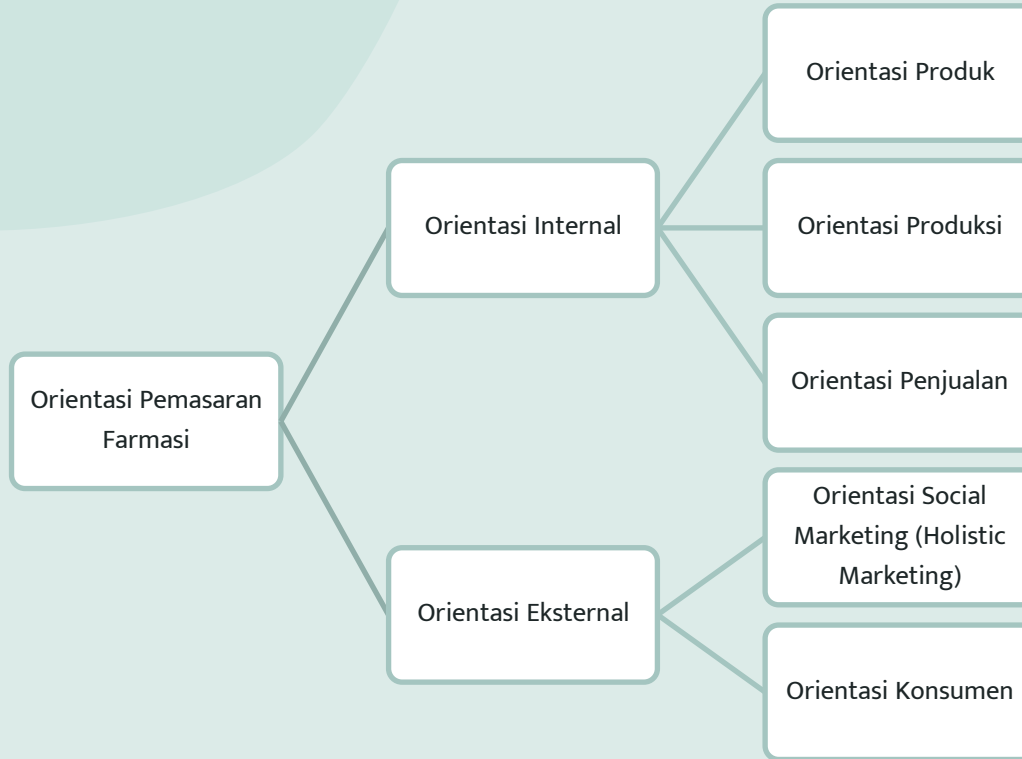 Orientasi Produk
Orientasi Internal
Orientasi Produksi
Orientasi Pemasaran
Farmasi
Orientasi Penjualan
Orientasi Social
Marketing (Holistic
Marketing)
Orientasi Eksternal
Orientasi Konsumen